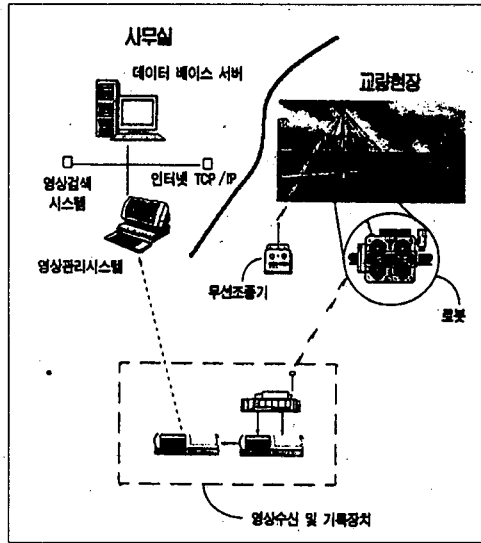 사무실
데이터 베이스 서버
교량현장
영상검색
시스템
인터넷 TCP/IP
영상관리시스템
무선조종기
로봇
영상수신 및 기록장치